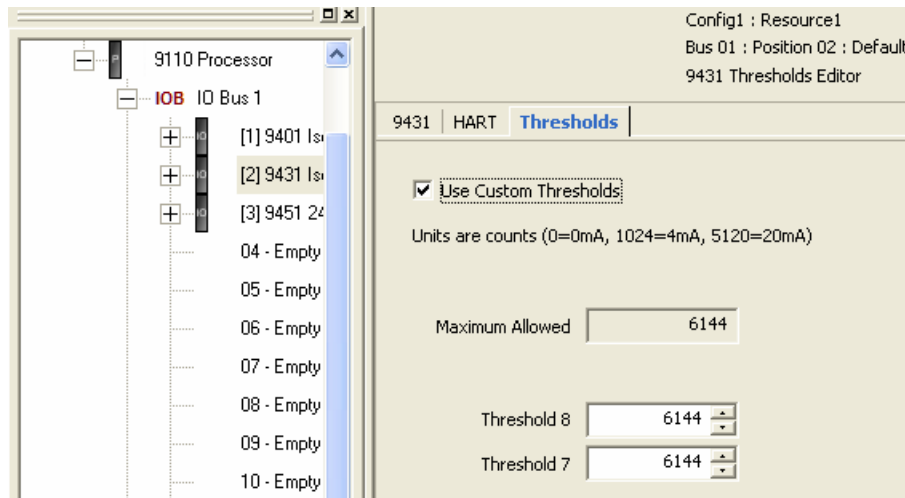 9110 Processor
IOB IO Bus 1
[1] 9401 Is
[2] 9431 Is
[3] 9451 24
04 - Empty
05 - Empty
06 - Empty
07 - Empty
08 - Empty
09 - Empty
10 - Empty
Config1 : Resource1
Bus 01 : Position 02 : Default
9431 Thresholds Editor
9431 HART Thresholds
Use Custom Thresholds
Units are counts (0=0mA, 1024=4mA, 5120=20mA)
Maximum Allowed 6144
Threshold 8 6144
Threshold 7 6144